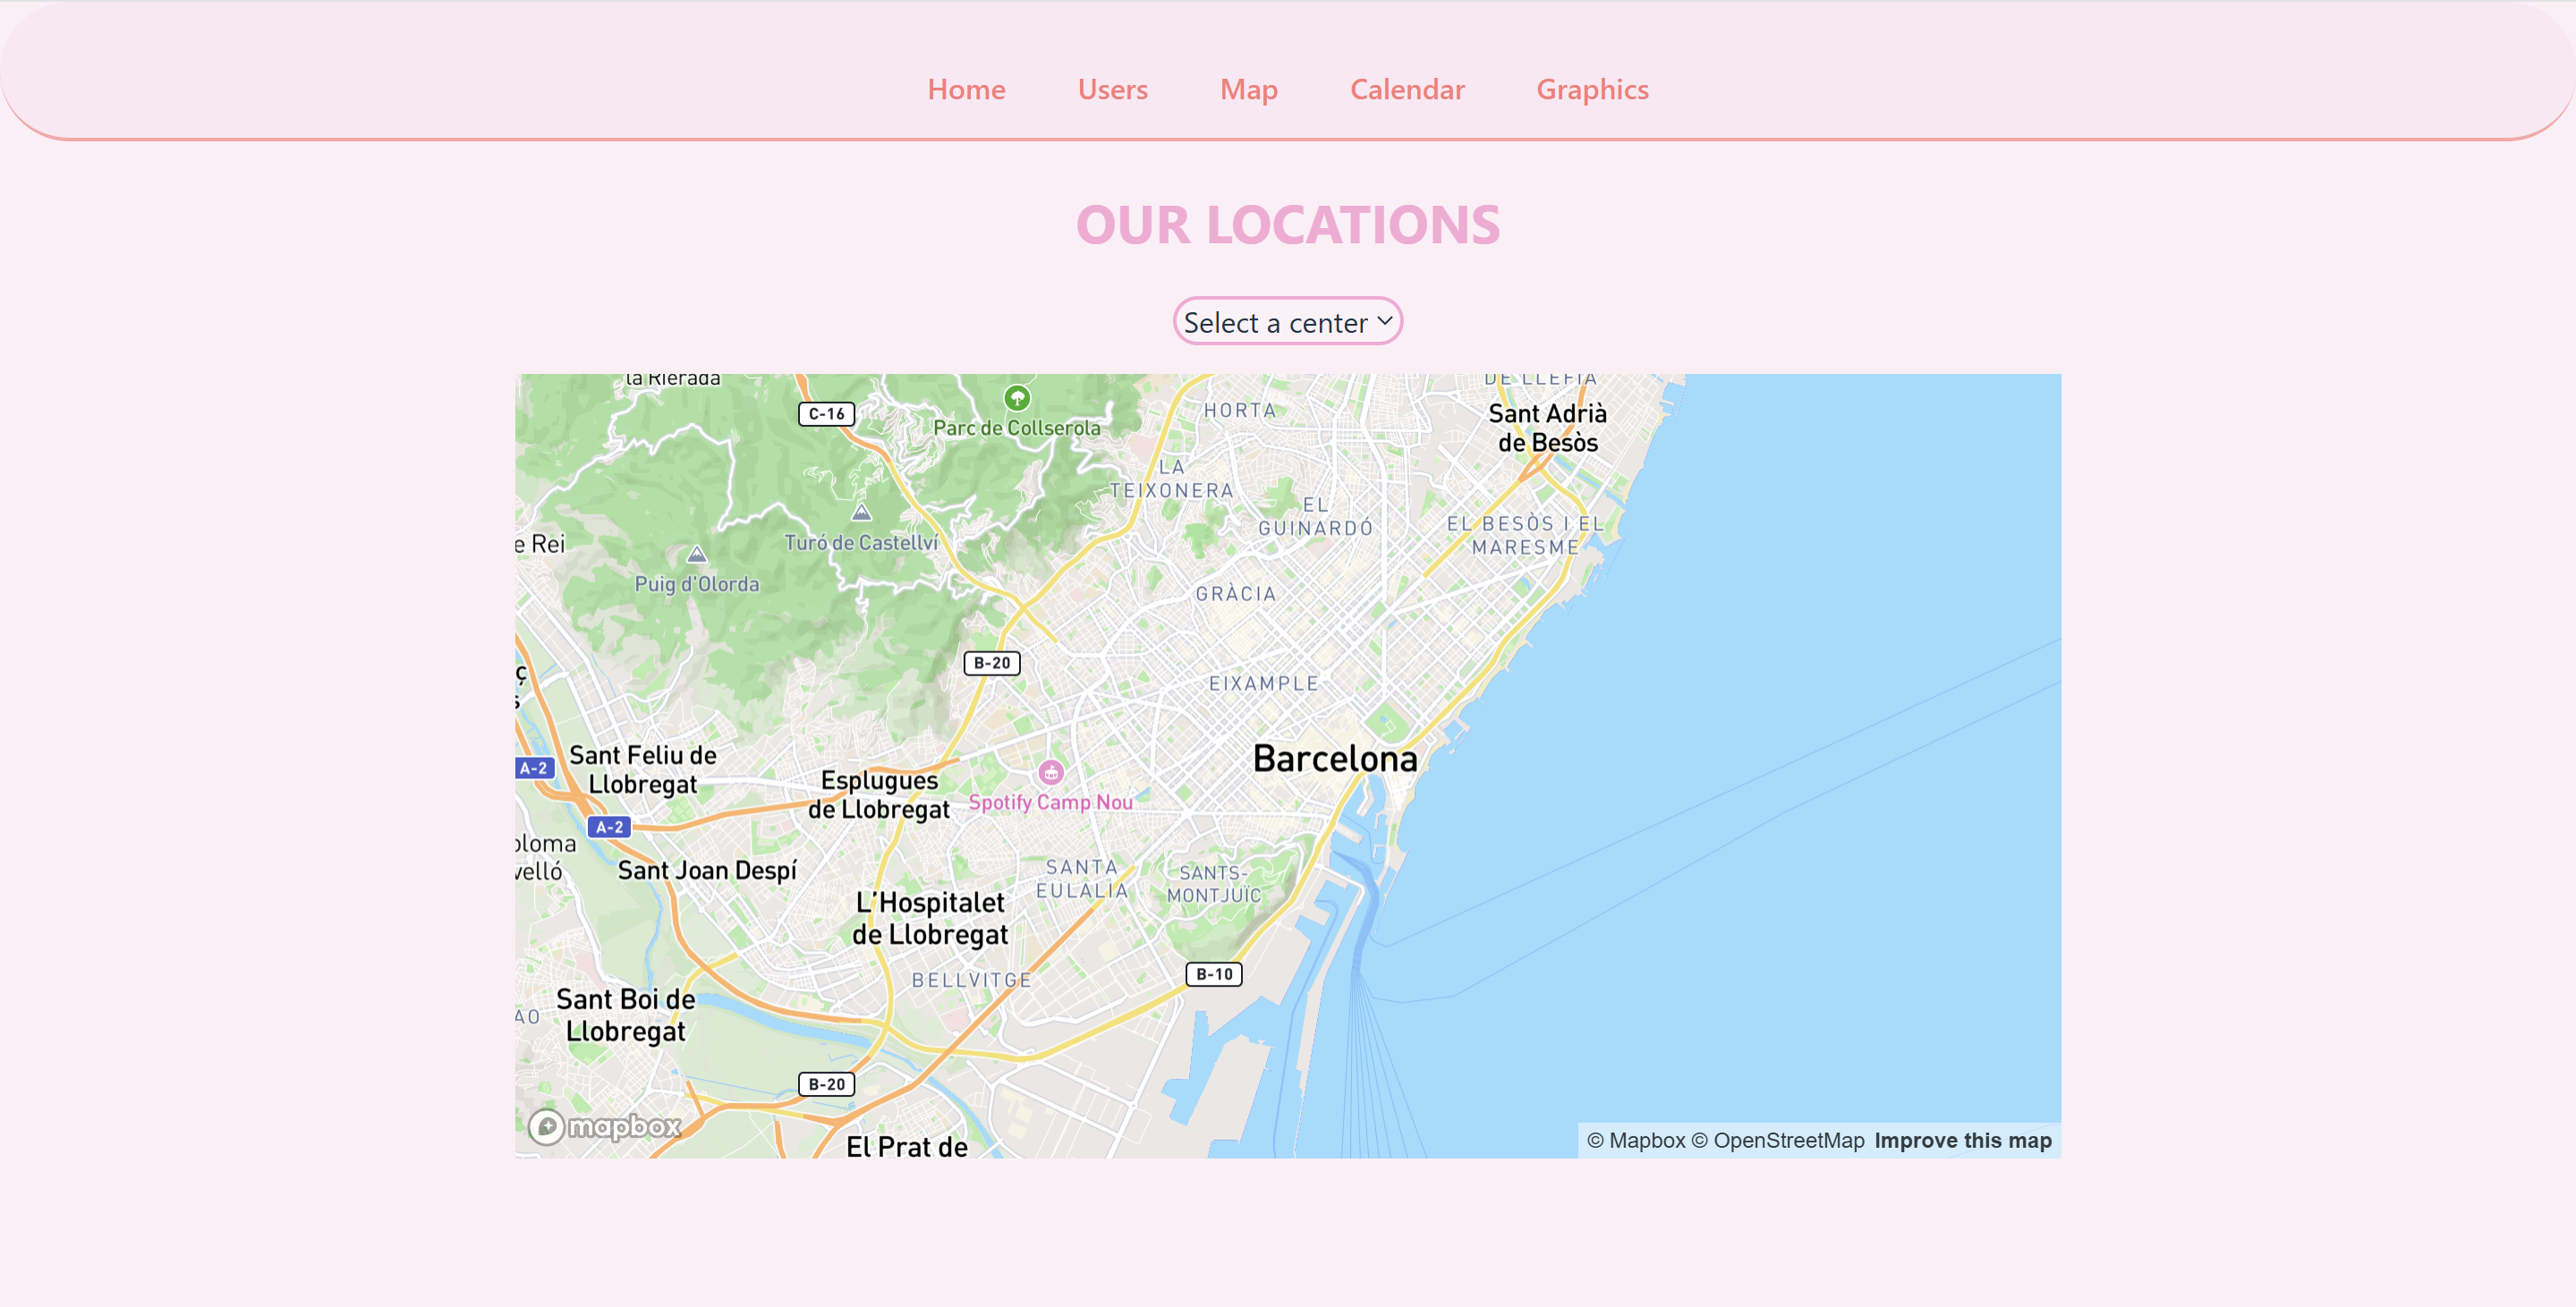 Home
Users
Map
Calendar
Graphics
OUR LOCATIONS
Select a center
la Rierada
DE LLEFIÀ
C-16
Parc de Collserola
HORTA
Sant Adrià
de Besòs
LA
TEIXONERA
EL
GUINARDÓ
EL BESÒS I EL
MARESME
e Rei
Turó de Castellví
Puig d'Olorda
GRÀCIA
B-20
ç
s
EIXAMPLE
Sant Feliu de
Llobregat
A-2
Barcelona
Esplugues
de Llobregat
Spotify Camp Nou
A-2
oloma
velló
Sant Joan Despí
SANTA
EULALIA
SANTS-
MONTJUÏC
L'Hospitalet
de Llobregat
BELLVITGE
B-10
Sant Boi de
Llobregat
AO
B-20
mapbox
El Prat de
© Mapbox © OpenStreetMap Improve this map